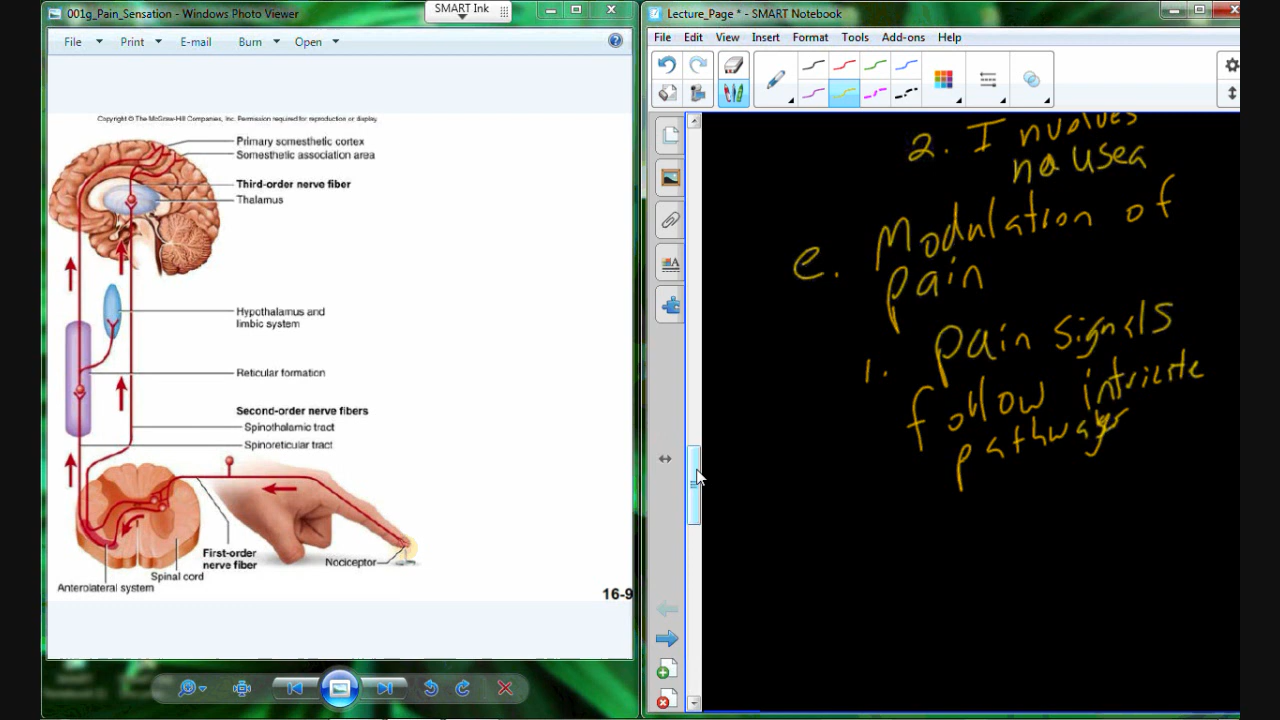 001g_Pain_Sensation - Windows Photo Viewer
SMART Ink
File Print E-mail Burn Open
Copyright © The McGraw-Hill Companies, Inc. Permission required for reproduction or display.
Primary somesthetic cortex
Somesthetic association area
Third-order nerve fiber
Thalamus
Hypothalamus and
limbic system
Reticular formation
Second-order nerve fibers
Spinothalamic tract
Spinoreticular tract
First-order
nerve fiber
Nociceptor
Spinal cord
Anterolateral system
16-9
Lecture_Page * - SMART Notebook
File Edit View Insert Format Tools Add-ons Help
2. Involves
nausea
e. Modulation of
pain
1. pain signals
follow intricate
pathways